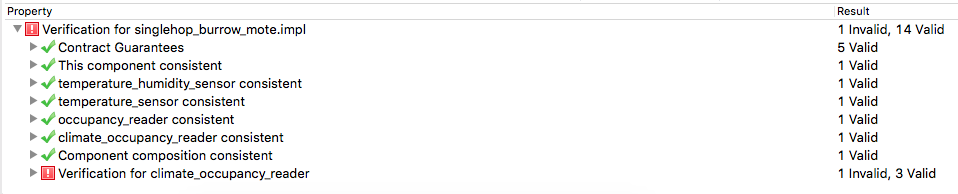 Property Result
Verification for singlehop_burrow_mote.impl 1 Invalid, 14 Valid
Contract Guarantees 5 Valid
This component consistent 1 Valid
temperature_humidity_sensor consistent 1 Valid
temperature_sensor consistent 1 Valid
occupancy_reader consistent 1 Valid
climate_occupancy_reader consistent 1 Valid
Component composition consistent 1 Valid
Verification for climate_occupancy_reader 1 Invalid, 3 Valid